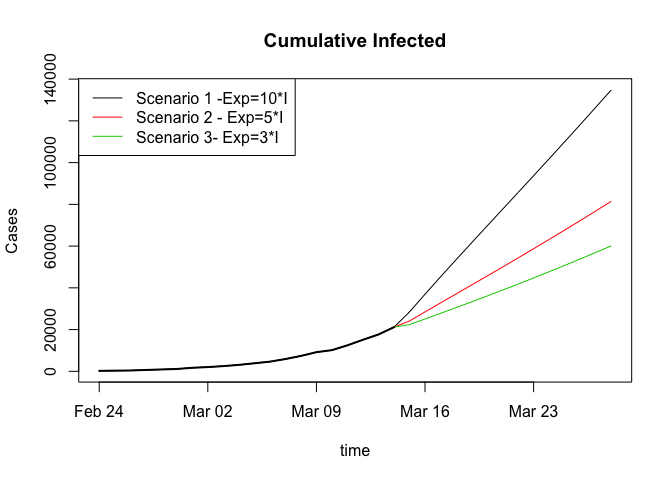 Cumulative Infected
Scenario 1 -Exp=10*I
Scenario 2 - Exp=5*I
Scenario 3- Exp=3*I
Cases
140000
100000
60000
20000
0
Feb 24 Mar 02 Mar 09 Mar 16 Mar 23
time